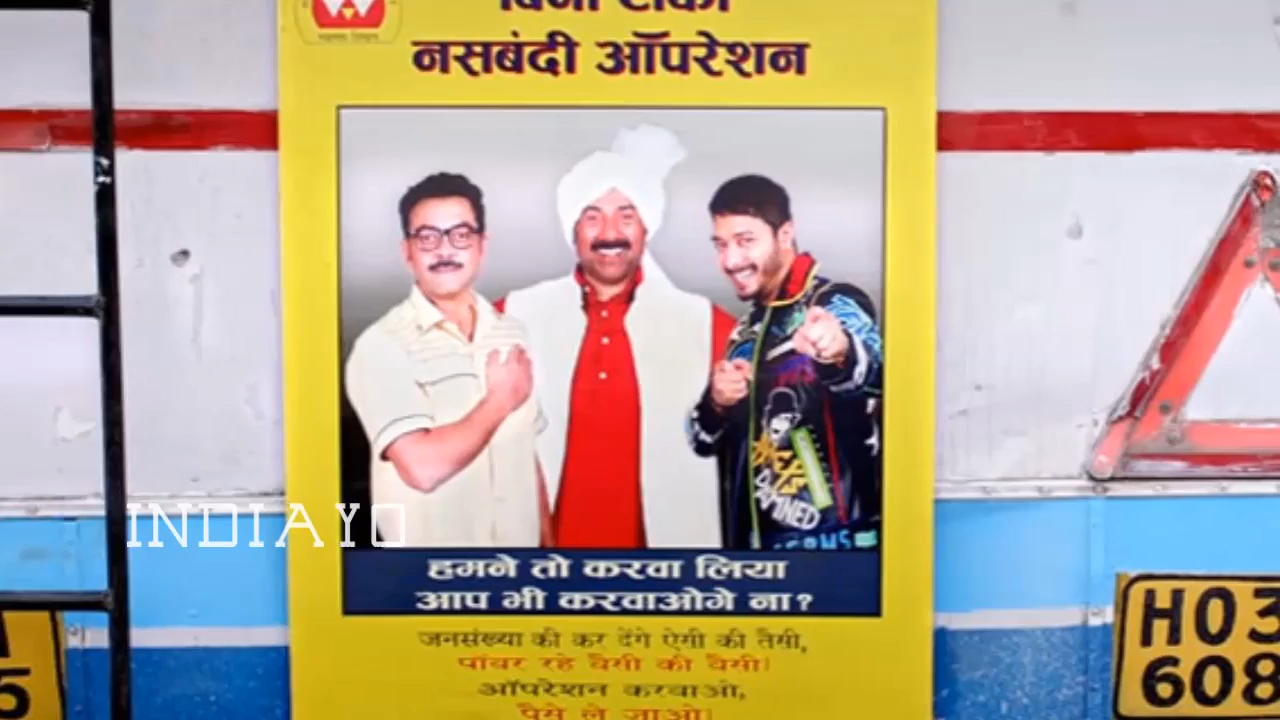 बिना टाका
नसबंदी ऑपरेशन
DAMNED
INDIAYO
हमने तो करवा लिया
आप भी करवाओगे ना?
जनसंख्या की कर देंगे ऐसी की तैसी,
पॉवर रहे वैसी की वैसी।
ऑपरेशन करवाओ,
पैसे ले जाओ।
H03
608